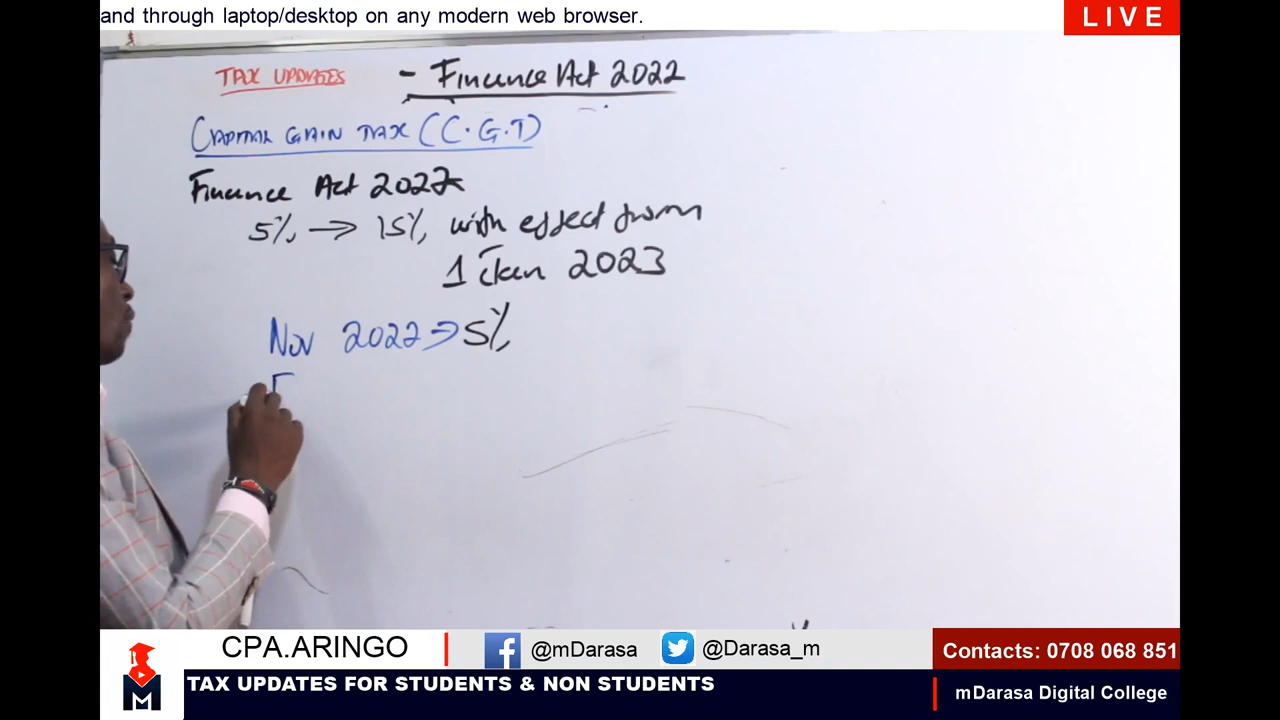 and through laptop/desktop on any modern web browser.
LIVE
TAX UPDATES - Finance Act 2022
CAPITAL GAIN TAX (C.G.T)
Finance Act 2022
5% → 15% with effect from
1 Jan 2023
Nov 2022 ⇒ 5%
CPA.ARINGO
@mDarasa
@Darasa_m
Contacts: 0708 068 851
M
TAX UPDATES FOR STUDENTS & NON STUDENTS
mDarasa Digital College